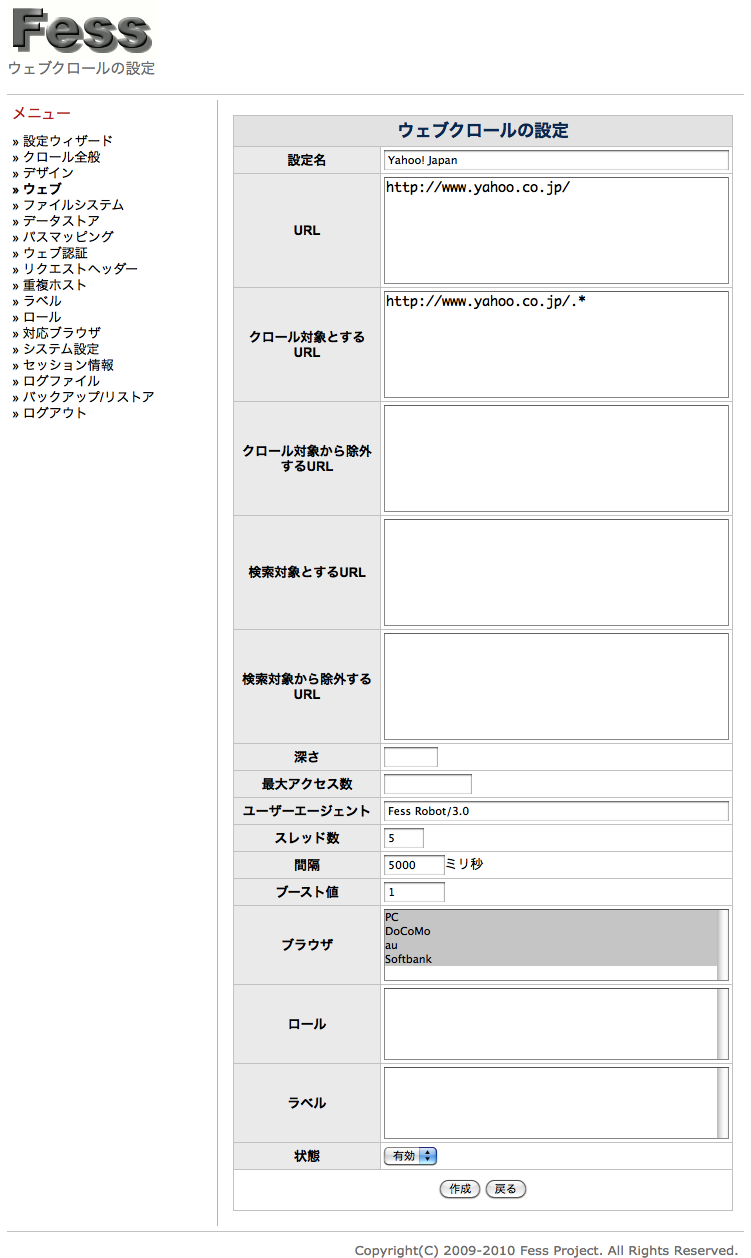 Fess
ウェブクロールの設定
メニュー
» 設定ウィザード
» クロール全般
» デザイン
» ウェブ
» ファイルシステム
» データストア
» パスマッピング
» ウェブ認証
» リクエストヘッダー
» 重複ホスト
» ラベル
» ロール
» 対応ブラウザ
» システム設定
» セッション情報
» ログファイル
» バックアップ/リストア
» ログアウト
ウェブクロールの設定
設定名 Yahoo! Japan
URL http://www.yahoo.co.jp/
クロール対象とする
URL
http://www.yahoo.co.jp/.*
クロール対象から除外
するURL
検索対象とするURL
検索対象から除外する
URL
深さ
最大アクセス数
ユーザーエージェント Fess Robot/3.0
スレッド数 5
間隔 5000 ミリ秒
ブースト値 1
ブラウザ
PC
DoCoMo
au
Softbank
ロール
ラベル
状態 有効
作成 戻る
Copyright(C) 2009-2010 Fess Project. All Rights Reserved.